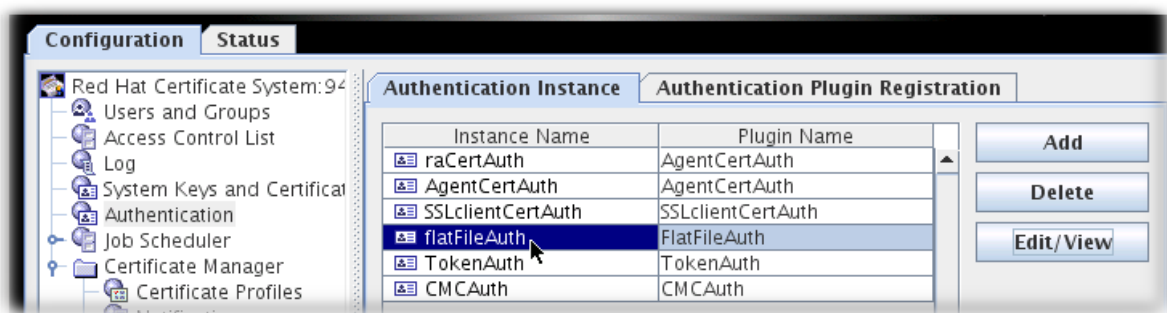 Configuration Status
Red Hat Certificate System:94
Users and Groups
Access Control List
Log
System Keys and Certificat
Authentication
Job Scheduler
Certificate Manager
Certificate Profiles
Authentication Instance Authentication Plugin Registration
Instance Name Plugin Name
raCertAuth AgentCertAuth
AgentCertAuth AgentCertAuth
SSLclientCertAuth SSLclientCertAuth
flatFileAuth FlatFileAuth
TokenAuth TokenAuth
CMCAuth CMCAuth
Add
Delete
Edit/View